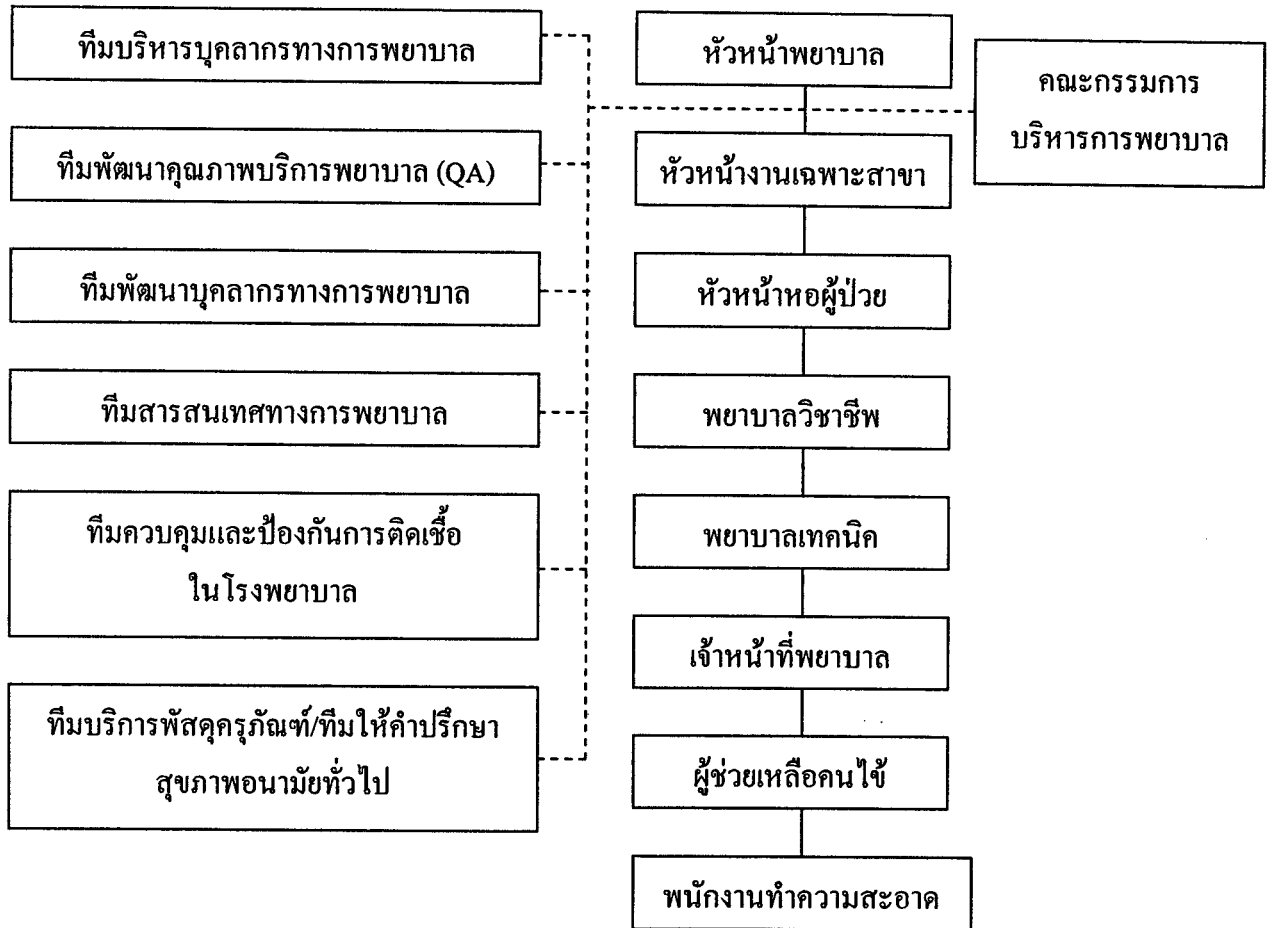 ทีมบริหารบุคลากรทางการพยาบาล
ทีมพัฒนาคุณภาพบริการพยาบาล (QA)
ทีมพัฒนาบุคลากรทางการพยาบาล
ทีมสารสนเทศทางการพยาบาล
ทีมควบคุมและป้องกันการติดเชื้อ
ในโรงพยาบาล
ทีมบริการพัสดุครุภัณฑ์/ทีมให้คำปรึกษา
สุขภาพอนามัยทั่วไป
หัวหน้าพยาบาล
หัวหน้างานเฉพาะสาขา
หัวหน้าหอผู้ป่วย
พยาบาลวิชาชีพ
พยาบาลเทคนิค
เจ้าหน้าที่พยาบาล
ผู้ช่วยเหลือคนไข้
พนักงานทำความสะอาด
คณะกรรมการ
บริหารการพยาบาล